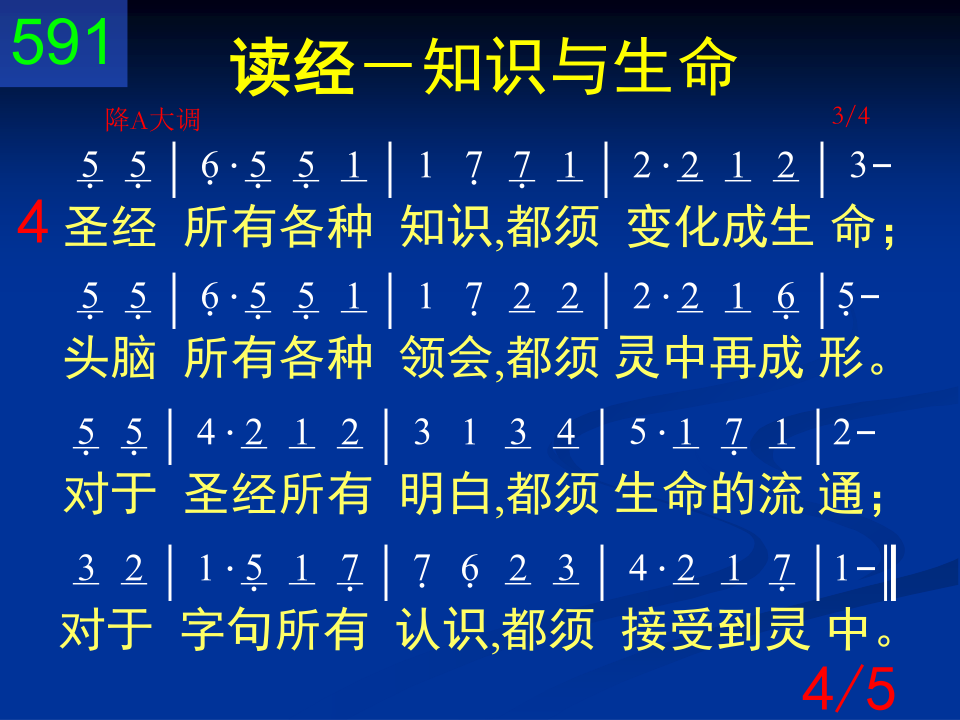 591
读经－知识与生命
降A大调 3/4
5 5 | 6 · 5 5 1 | 1 7 7 1 | 2 · 2 1 2 | 3－
4 圣经 所有各种 知识,都须 变化成生 命；
5 5 | 6 · 5 5 1 | 1 7 2 2 | 2 · 2 1 6 | 5－
头脑 所有各种 领会,都须 灵中再成 形。
5 5 | 4 · 2 1 2 | 3 1 3 4 | 5 · 1 7 1 | 2－
对于 圣经所有 明白,都须 生命的流 通；
3 2 | 1 · 5 1 7 | 7 6 2 3 | 4 · 2 1 7 | 1－‖
对于 字句所有 认识,都须 接受到灵 中。
4/5